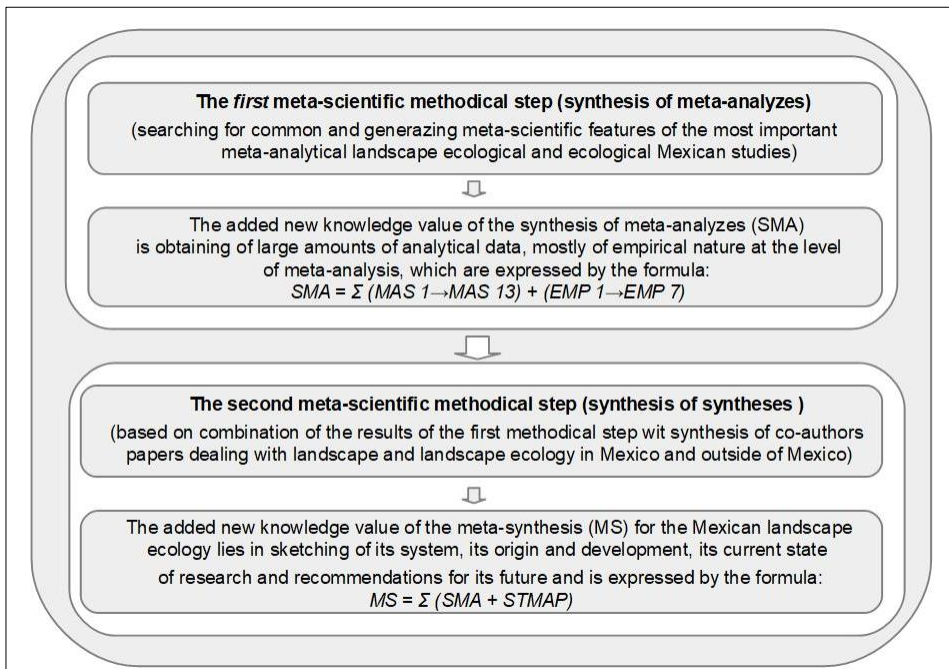 The first meta-scientific methodical step (synthesis of meta-analyzes)
(searching for common and generazing meta-scientific features of the most important
meta-analytical landscape ecological and ecological Mexican studies)
The added new knowledge value of the synthesis of meta-analyzes (SMA)
is obtaining of large amounts of analytical data, mostly of empirical nature at the level
of meta-analysis, which are expressed by the formula:
SMA = Σ (MAS 1→MAS 13) + (EMP 1→EMP 7)
The second meta-scientific methodical step (synthesis of syntheses )
(based on combination of the results of the first methodical step wit synthesis of co-authors
papers dealing with landscape and landscape ecology in Mexico and outside of Mexico)
The added new knowledge value of the meta-synthesis (MS) for the Mexican landscape
ecology lies in sketching of its system, its origin and development, its current state
of research and recommendations for its future and is expressed by the formula:
MS = Σ (SMA + STMAP)